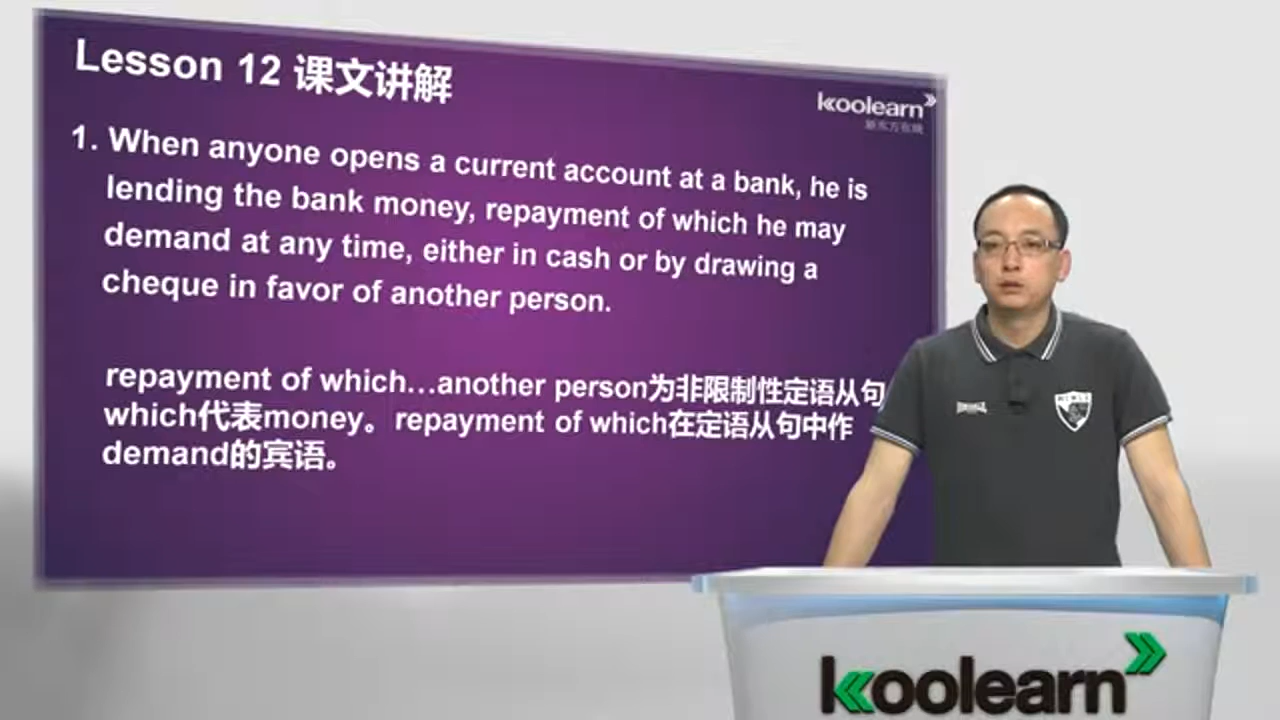 Lesson 12 课文讲解
koolearn
新东方在线
1. When anyone opens a current account at a bank, he is
lending the bank money, repayment of which he may
demand at any time, either in cash or by drawing a
cheque in favor of another person.
repayment of which…another person为非限制性定语从句
which代表money。repayment of which在定语从句中作
demand的宾语。
koolearn